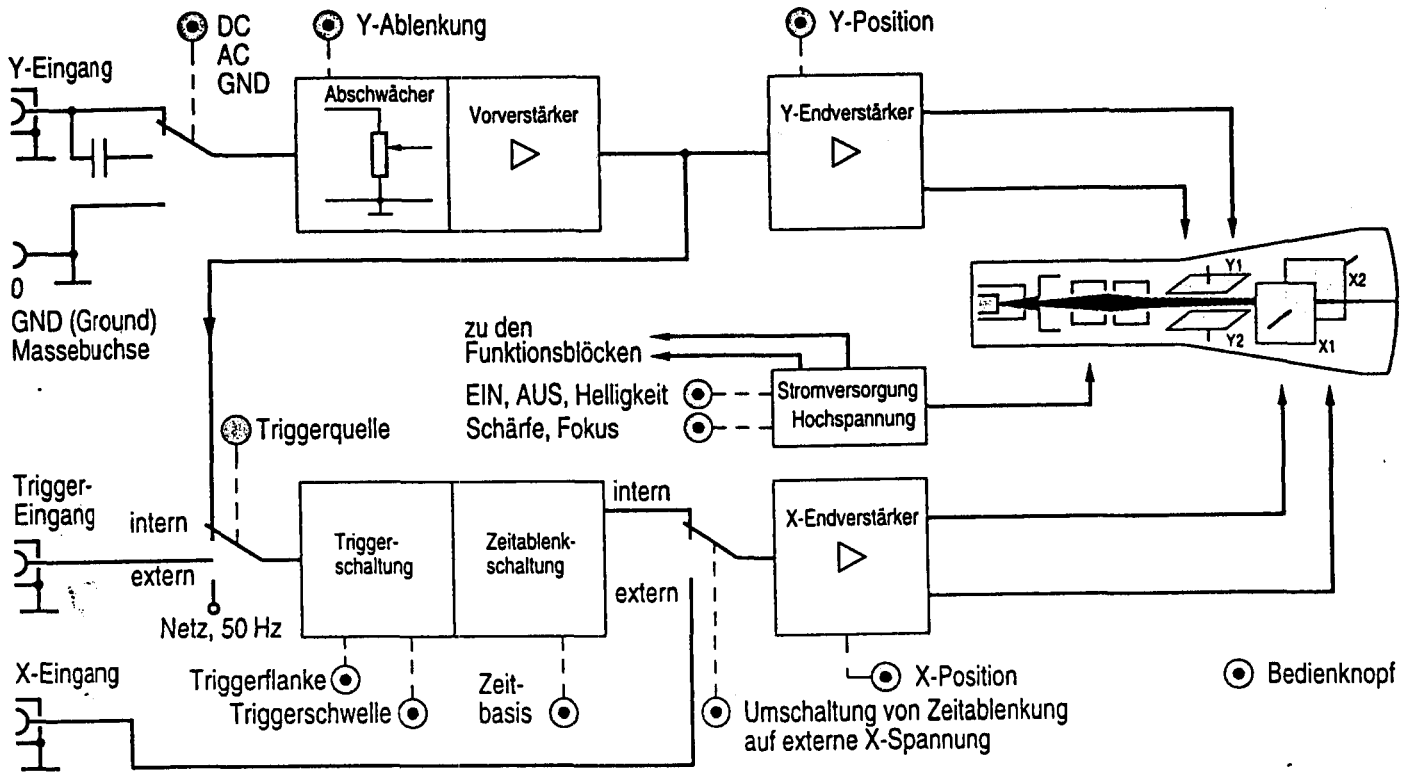 DC
AC
GND
Y-Ablenkung
Y-Position
Y-Eingang
Abschwächer
Vorverstärker
Y-Endverstärker
0
GND (Ground)
Massebuchse
Y1
X2
Y2
X1
zu den
Funktionsblöcken
EIN, AUS, Helligkeit
Schärfe, Fokus
Stromversorgung
Hochspannung
Triggerquelle
Trigger-
Eingang
intern
extern
Netz, 50 Hz
Trigger-
schaltung
Zeitablenk-
schaltung
intern
extern
X-Endverstärker
X-Eingang
Triggerflanke
Triggerschwelle
Zeit-
basis
X-Position
Umschaltung von Zeitablenkung
auf externe X-Spannung
Bedienknopf